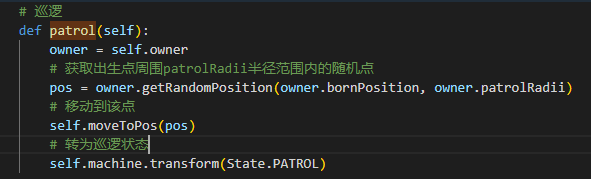 # 巡逻
def patrol(self):
owner = self.owner
# 获取出生点周围patrolRadii半径范围内的随机点
pos = owner.getRandomPosition(owner.bornPosition, owner.patrolRadii)
# 移动到该点
self.moveToPos(pos)
# 转为巡逻状态
self.machine.transform(State.PATROL)